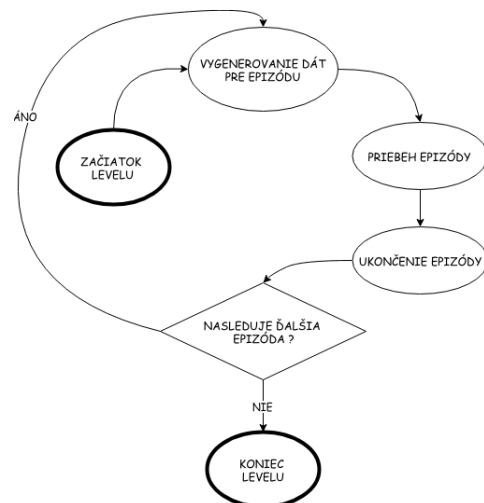 VYGENEROVANIE DÁT
PRE EPIZÓDU
ÁNO
ZAČIATOK
LEVELU
PRIEBEH EPIZÓDY
UKONČENIE EPIZÓDY
NASLEDUJE ĎALŠIA
EPIZÓDA ?
NIE
KONIEC
LEVELU